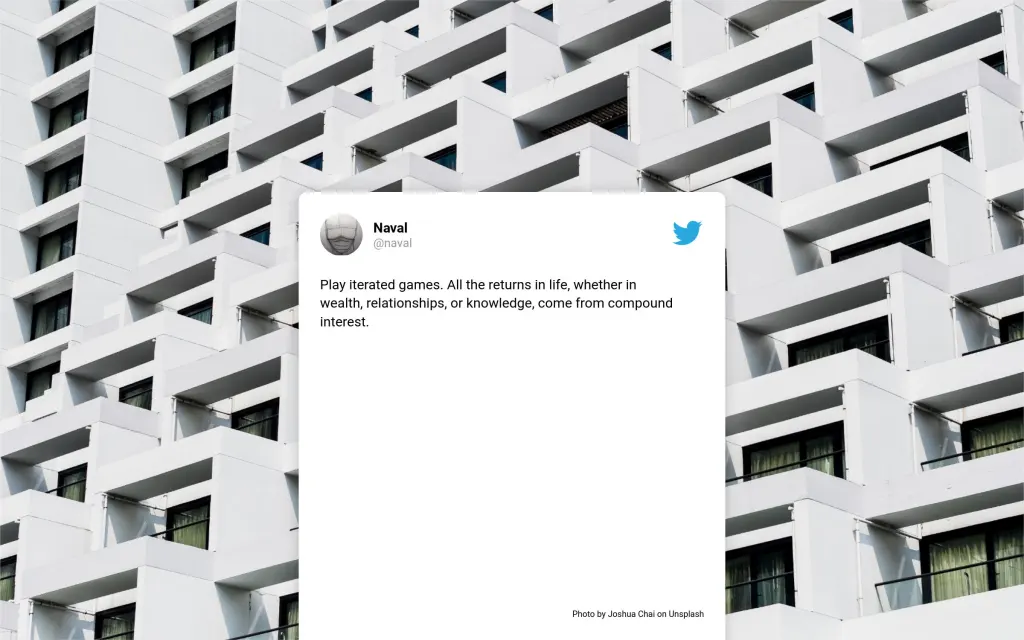 Naval
@naval
Play iterated games. All the returns in life, whether in
wealth, relationships, or knowledge, come from compound
interest.
Photo by Joshua Chai on Unsplash